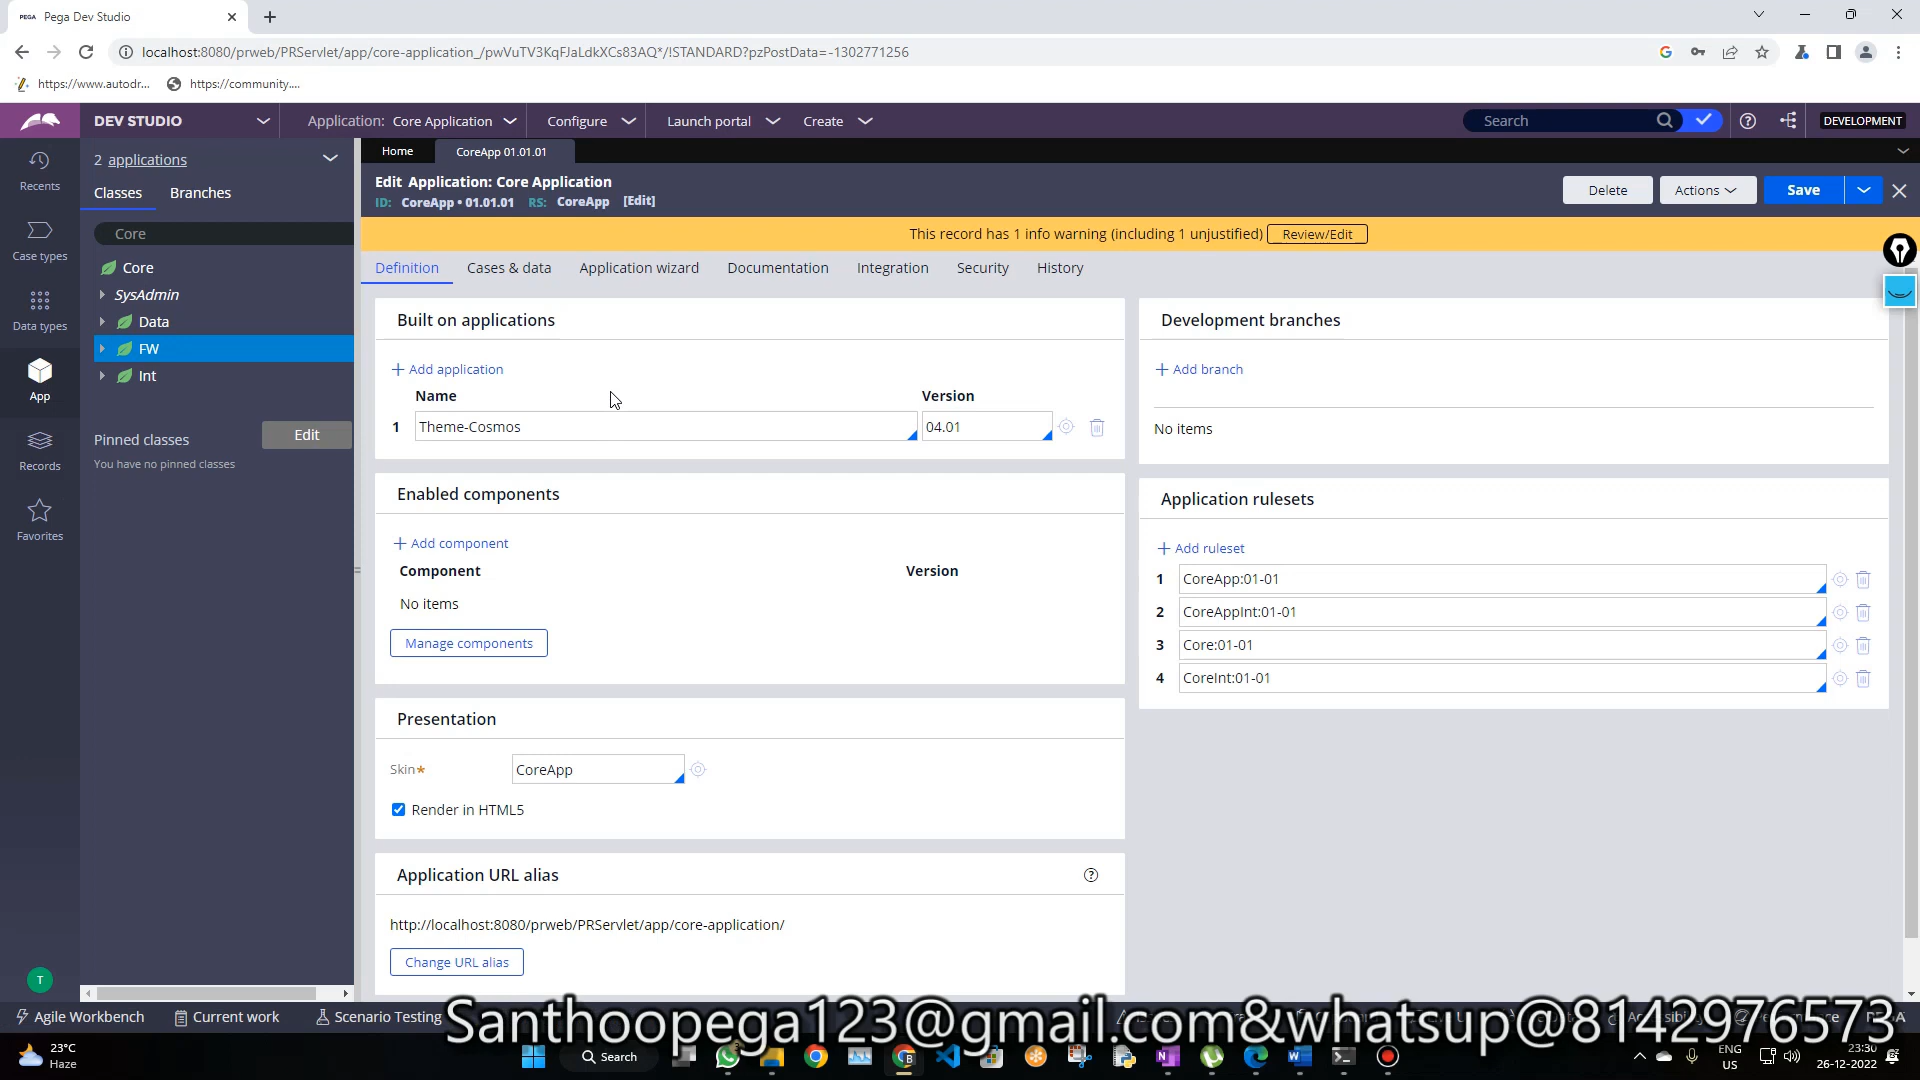 PEGA Pega Dev Studio
localhost:8080/prweb/PRServlet/app/core-application_/pwVuTV3KqFJaLdkXCs83AQ*/!STANDARD?pzPostData=-1302771256
https://www.autodr...
https://community....
DEV STUDIO
Application: Core Application
Configure
Launch portal
Create
Search
DEVELOPMENT
Recents
Case types
Data types
App
Records
Favorites
T
2 applications
Classes
Branches
Core
Core
SysAdmin
Data
FW
Int
Pinned classes
Edit
You have no pinned classes
Home
CoreApp 01.01.01
Edit Application: Core Application
ID: CoreApp • 01.01.01 RS: CoreApp [Edit]
Delete
Actions
Save
This record has 1 info warning (including 1 unjustified)
Review/Edit
Definition
Cases & data
Application wizard
Documentation
Integration
Security
History
Built on applications
+ Add application
Name
Version
1
Theme-Cosmos
04.01
Enabled components
+ Add component
Component
Version
No items
Manage components
Presentation
Skin*
CoreApp
Render in HTML5
Application URL alias
http://localhost:8080/prweb/PRServlet/app/core-application/
Change URL alias
Development branches
+ Add branch
No items
Application rulesets
+ Add ruleset
1 CoreApp:01-01
2 CoreAppInt:01-01
3 Core:01-01
4 CoreInt:01-01
Agile Workbench
Current work
Scenario Testing
Santhoopega123@gmail.com&whatsup@8142976573
23°C
Haze
Search
ENG
US
23:30
26-12-2022